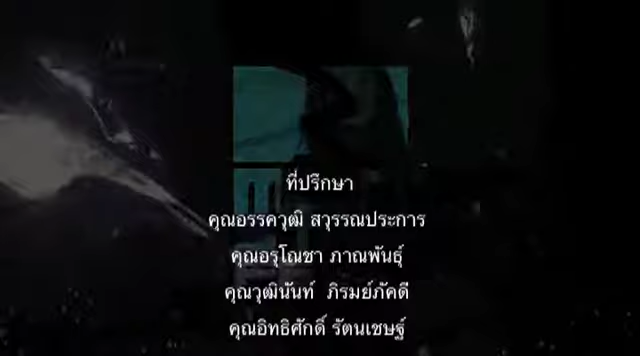 ที่ปรึกษา
คุณอรรควุฒิ สวุรรณประการ
คุณอรุโณชา ภาณพันธุ์
คุณวุฒินันท์ ภิรมย์ภัคดี
คุณอิทธิศักดิ์ รัตนเชษฐ์